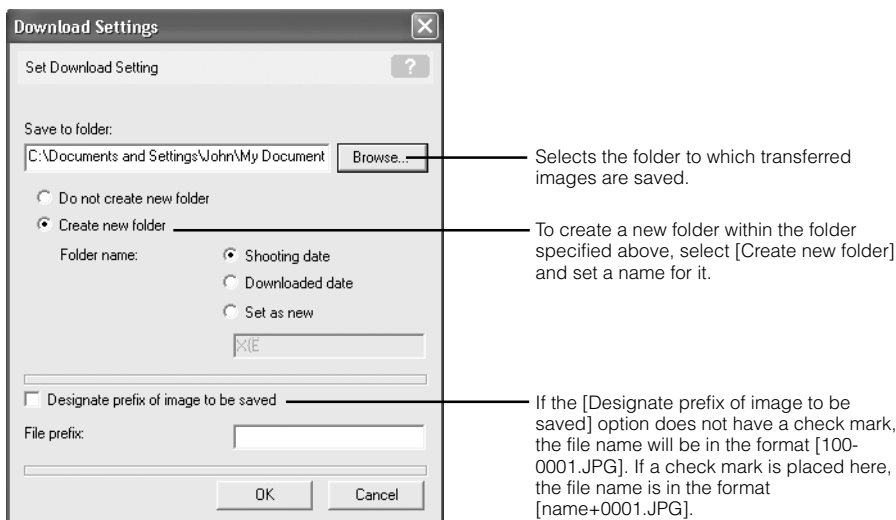 Download Settings
Set Download Setting
?
Save to folder:
C:\Documents and Settings\John\My Document
Browse...
Selects the folder to which transferred
images are saved.
Do not create new folder
Create new folder
To create a new folder within the folder
specified above, select [Create new folder]
and set a name for it.
Folder name:
Shooting date
Downloaded date
Set as new
X{Ë
Designate prefix of image to be saved
If the [Designate prefix of image to be
saved] option does not have a check mark,
the file name will be in the format [100-
0001.JPG]. If a check mark is placed here,
the file name is in the format
[name+0001.JPG].
File prefix:
OK
Cancel